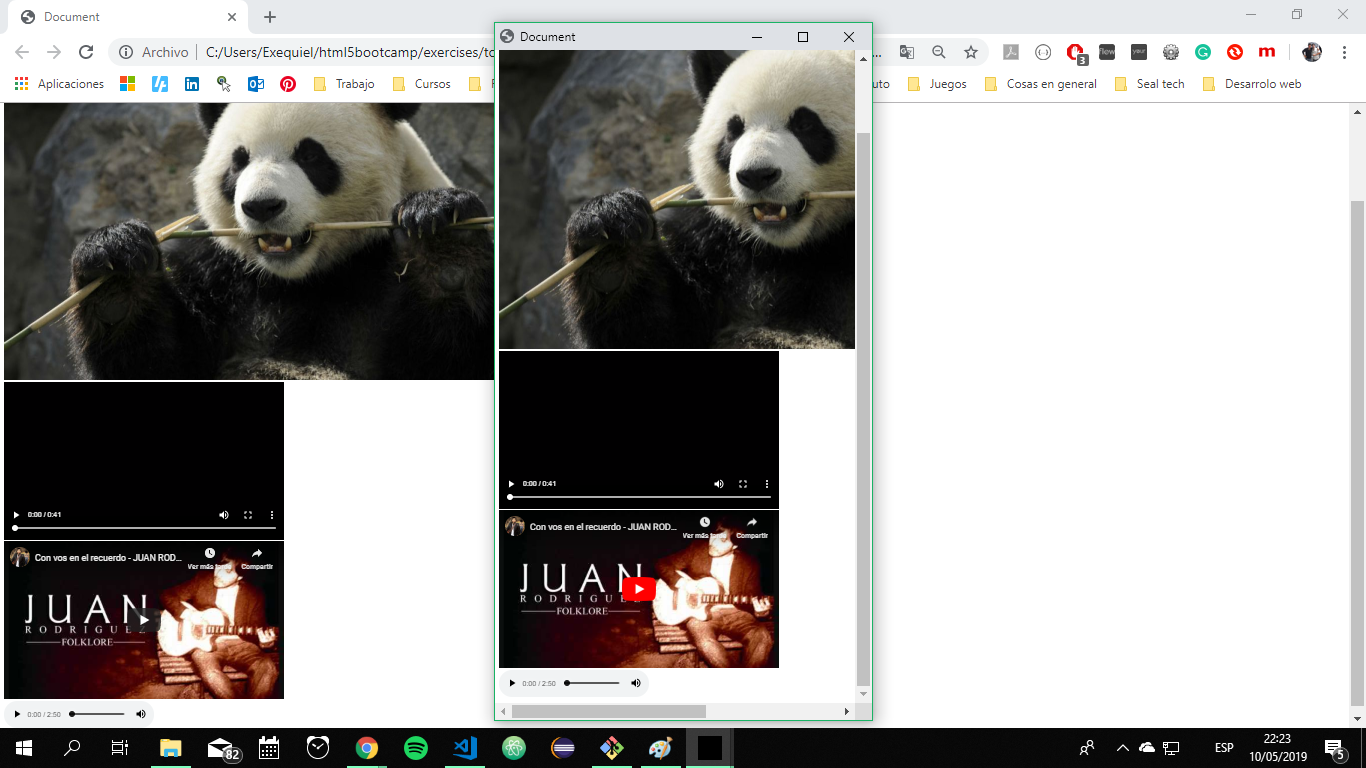 Document
Archivo
C:/Users/Exequiel/html5bootcamp/exercises/to
3
Aplicaciones
Trabajo
Cursos
uto
Juegos
Cosas en general
Seal tech
Desarrolo web
0:00 / 0:41
Con vos en el recuerdo - JUAN ROD...
Ver más
Compartir
JUAN
RODRIGUEZ
FOLKLORE
0:00 / 2:50
Document
0:00 / 0:41
Con vos en el recuerdo - JUAN ROD...
Ver más
Compartir
JUAN
RODRIGUEZ
FOLKLORE
0:00 / 2:50
82
ESP
22:23
10/05/2019
5